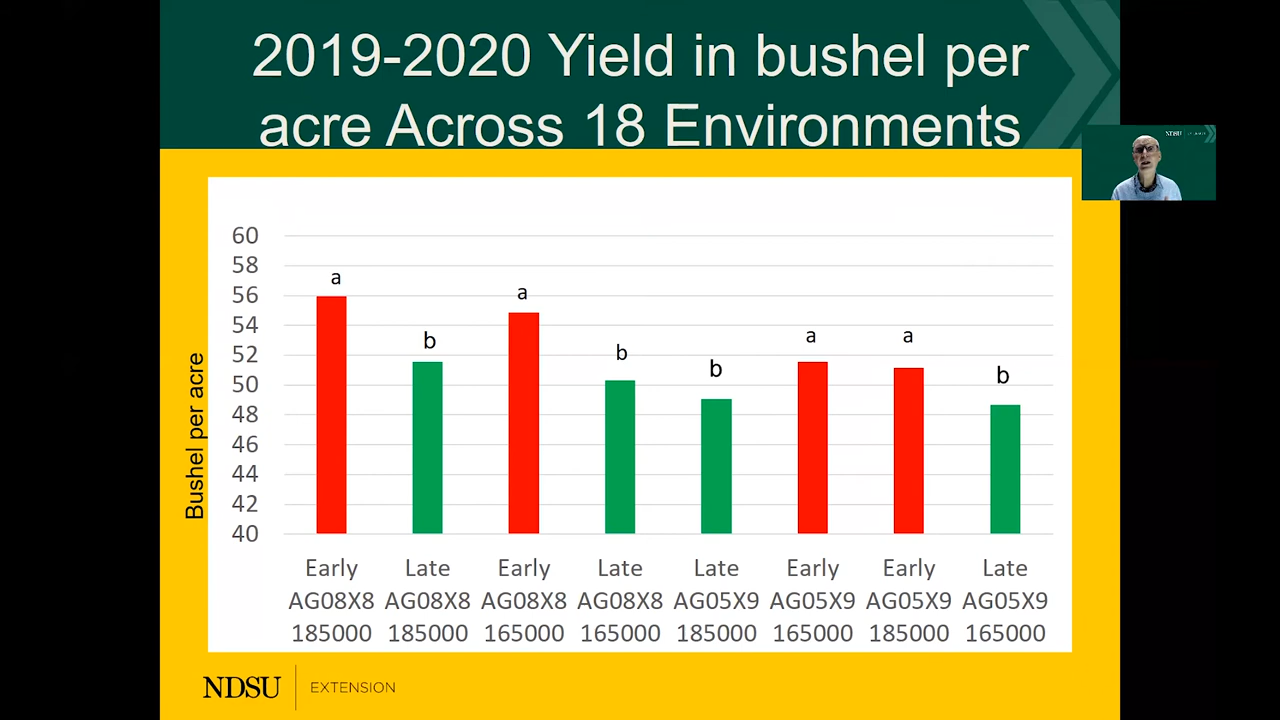 2019-2020 Yield in bushel per
acre Across 18 Environments
NDSU
Bushel per acre
60
58
56
54
52
50
48
46
44
42
40
a
b
a
b
b
a
a
b
Early
AG08X8
185000
Late
AG08X8
185000
Early
AG08X8
165000
Late
AG08X8
165000
Late
AG05X9
185000
Early
AG05X9
165000
Early
AG05X9
185000
Late
AG05X9
165000
NDSU
EXTENSION